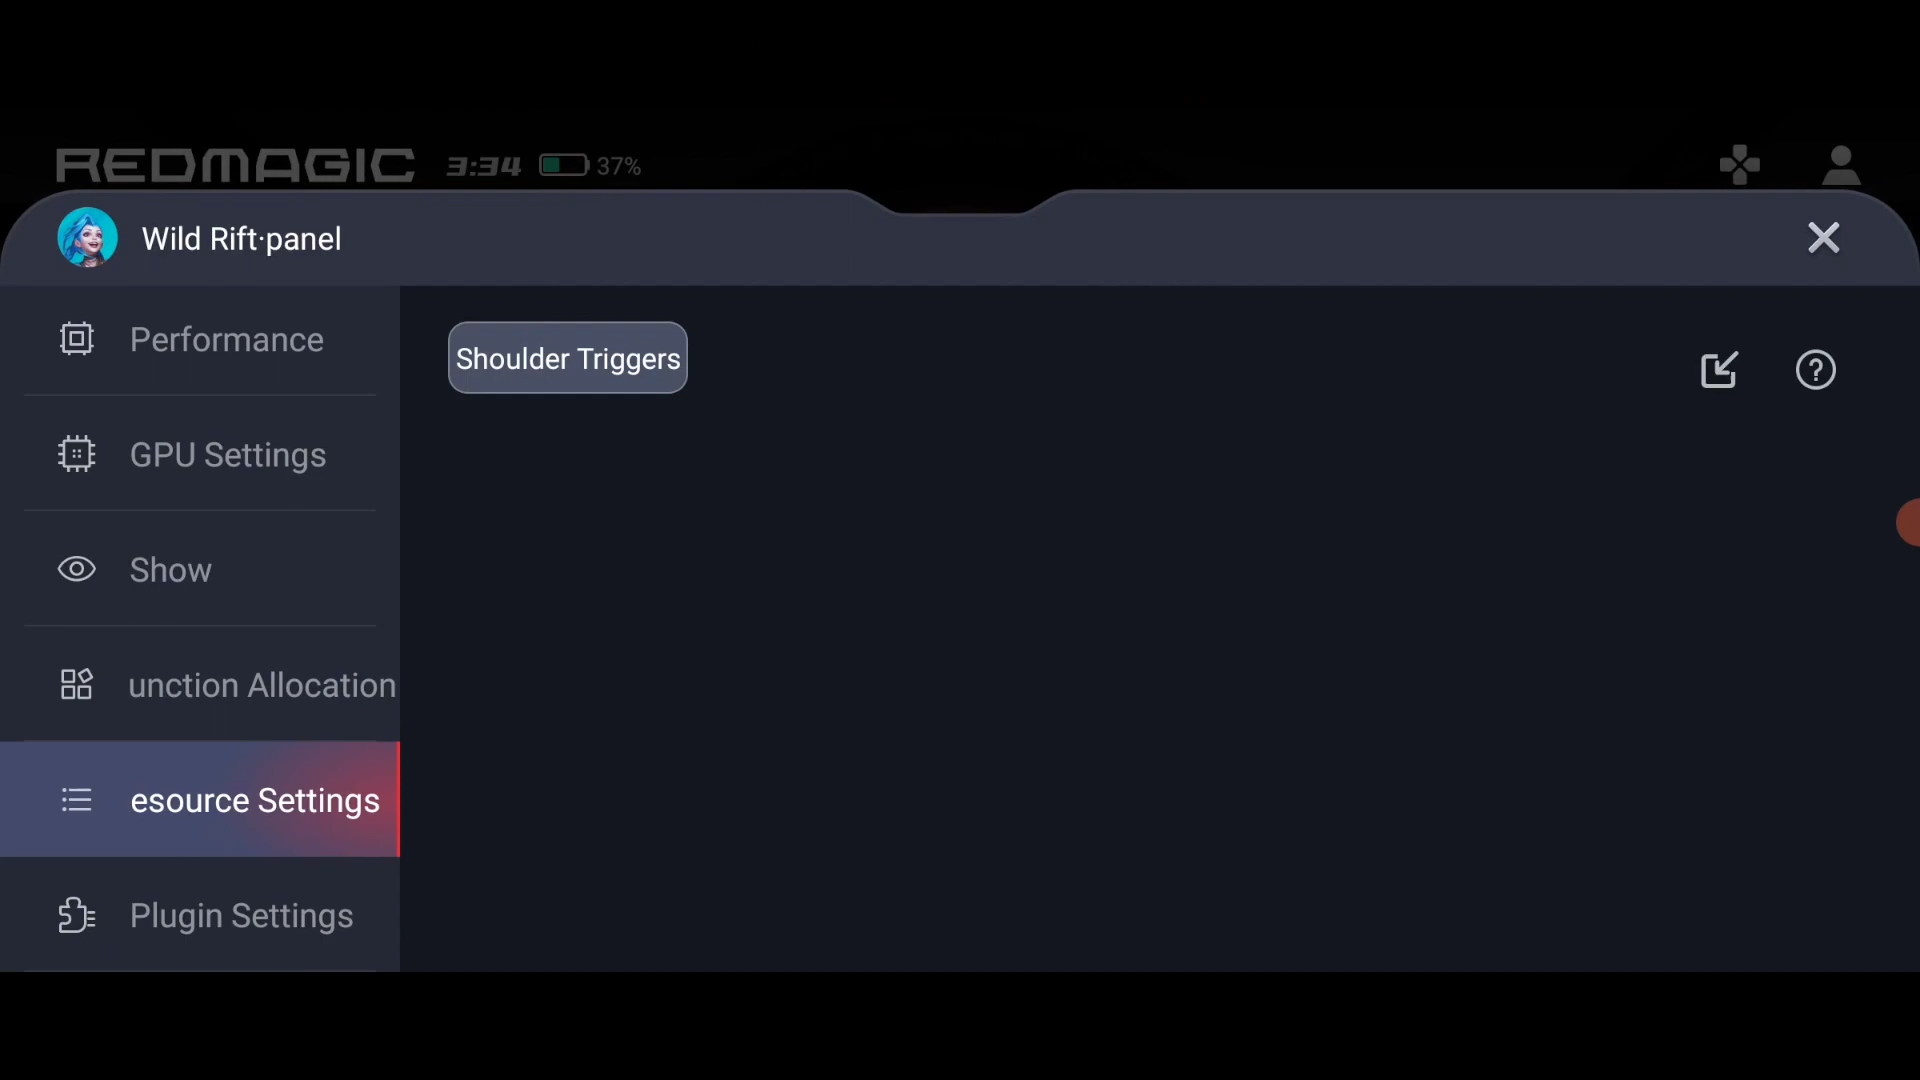 REDMAGIC 3:34 37%
Wild Rift·panel
Performance
Shoulder Triggers
GPU Settings
Show
unction Allocation
esource Settings
Plugin Settings